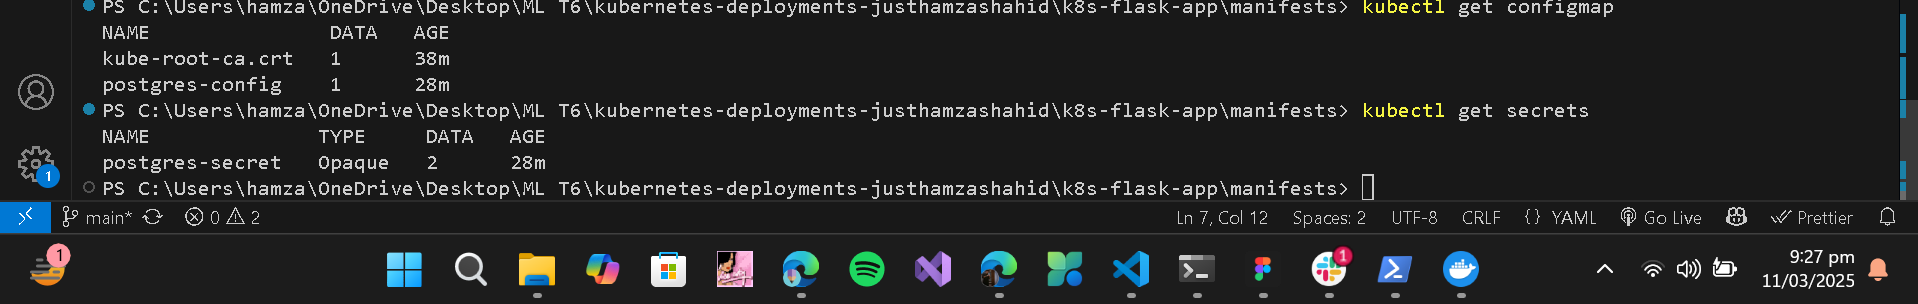 PS C:\Users\hamza\OneDrive\Desktop\ML T6\kubernetes-deployments-justhamzashahid\k8s-flask-app\manifests> kubectl get configmap
NAME DATA AGE
kube-root-ca.crt 1 38m
postgres-config 1 28m
PS C:\Users\hamza\OneDrive\Desktop\ML T6\kubernetes-deployments-justhamzashahid\k8s-flask-app\manifests> kubectl get secrets
NAME TYPE DATA AGE
postgres-secret Opaque 2 28m
PS C:\Users\hamza\OneDrive\Desktop\ML T6\kubernetes-deployments-justhamzashahid\k8s-flask-app\manifests>
1
main* 0 2 Ln 7, Col 12 Spaces: 2 UTF-8 CRLF {} YAML Go Live Prettier
1 1 9:27 pm
11/03/2025